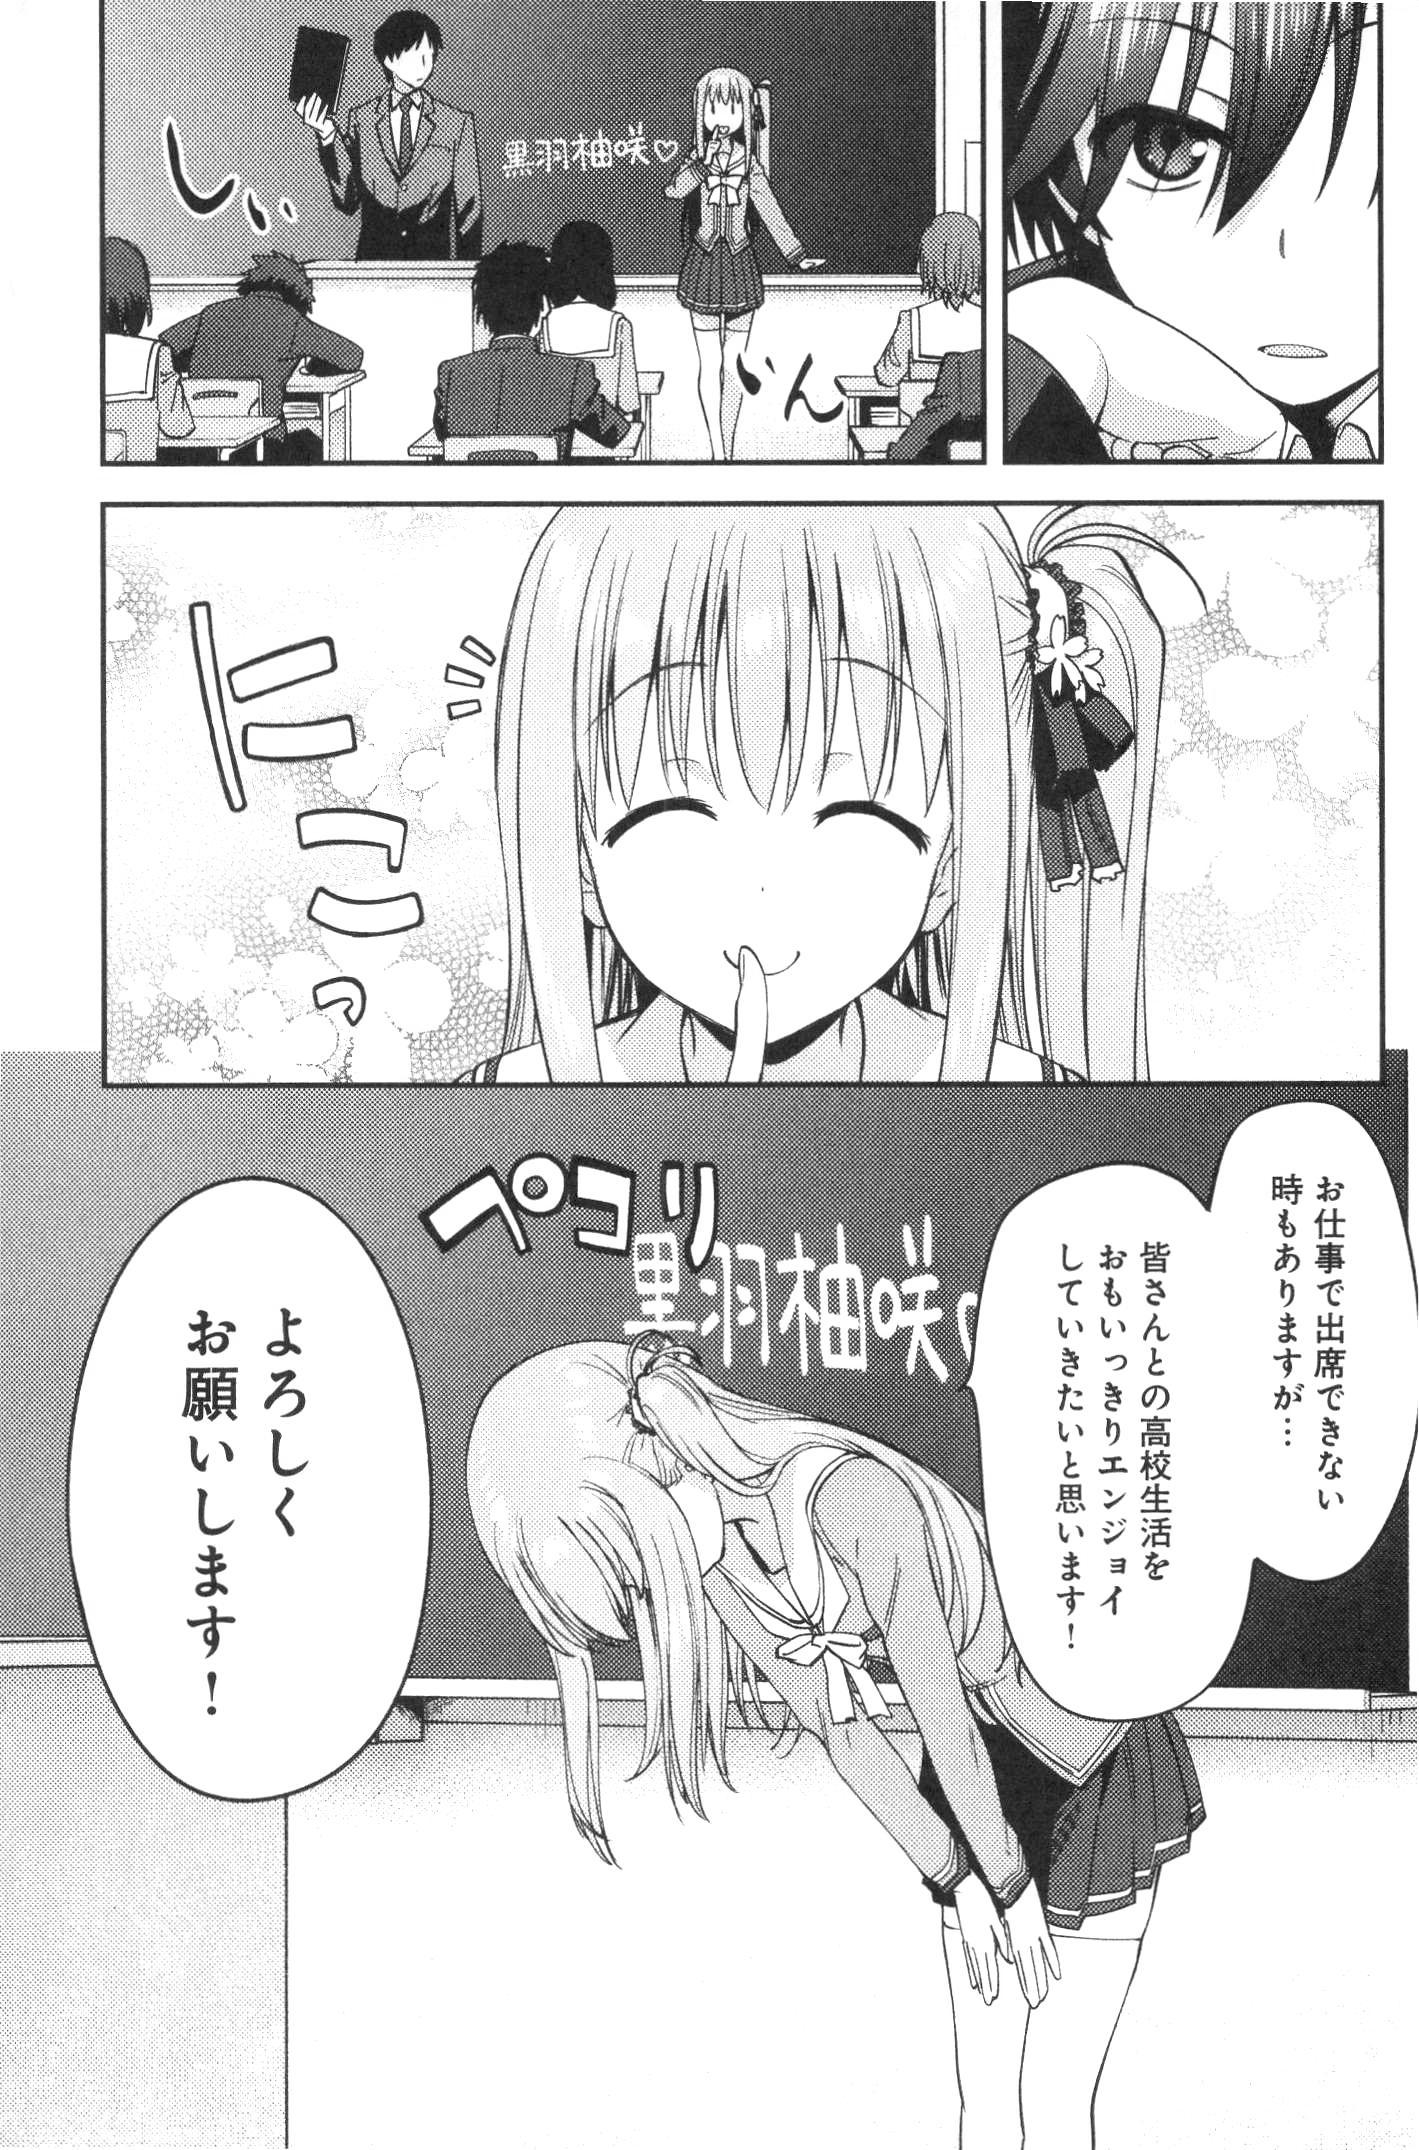 黒羽柚咲♡
しぃぃ
いん
ニコっ
こっ
ペコリ
黒羽柚咲♡
お仕事で出席できない
時もありますが…
皆さんとの高校生活を
おもいっきりエンジョイ
していきたいと思います！
よろしく
お願いします！